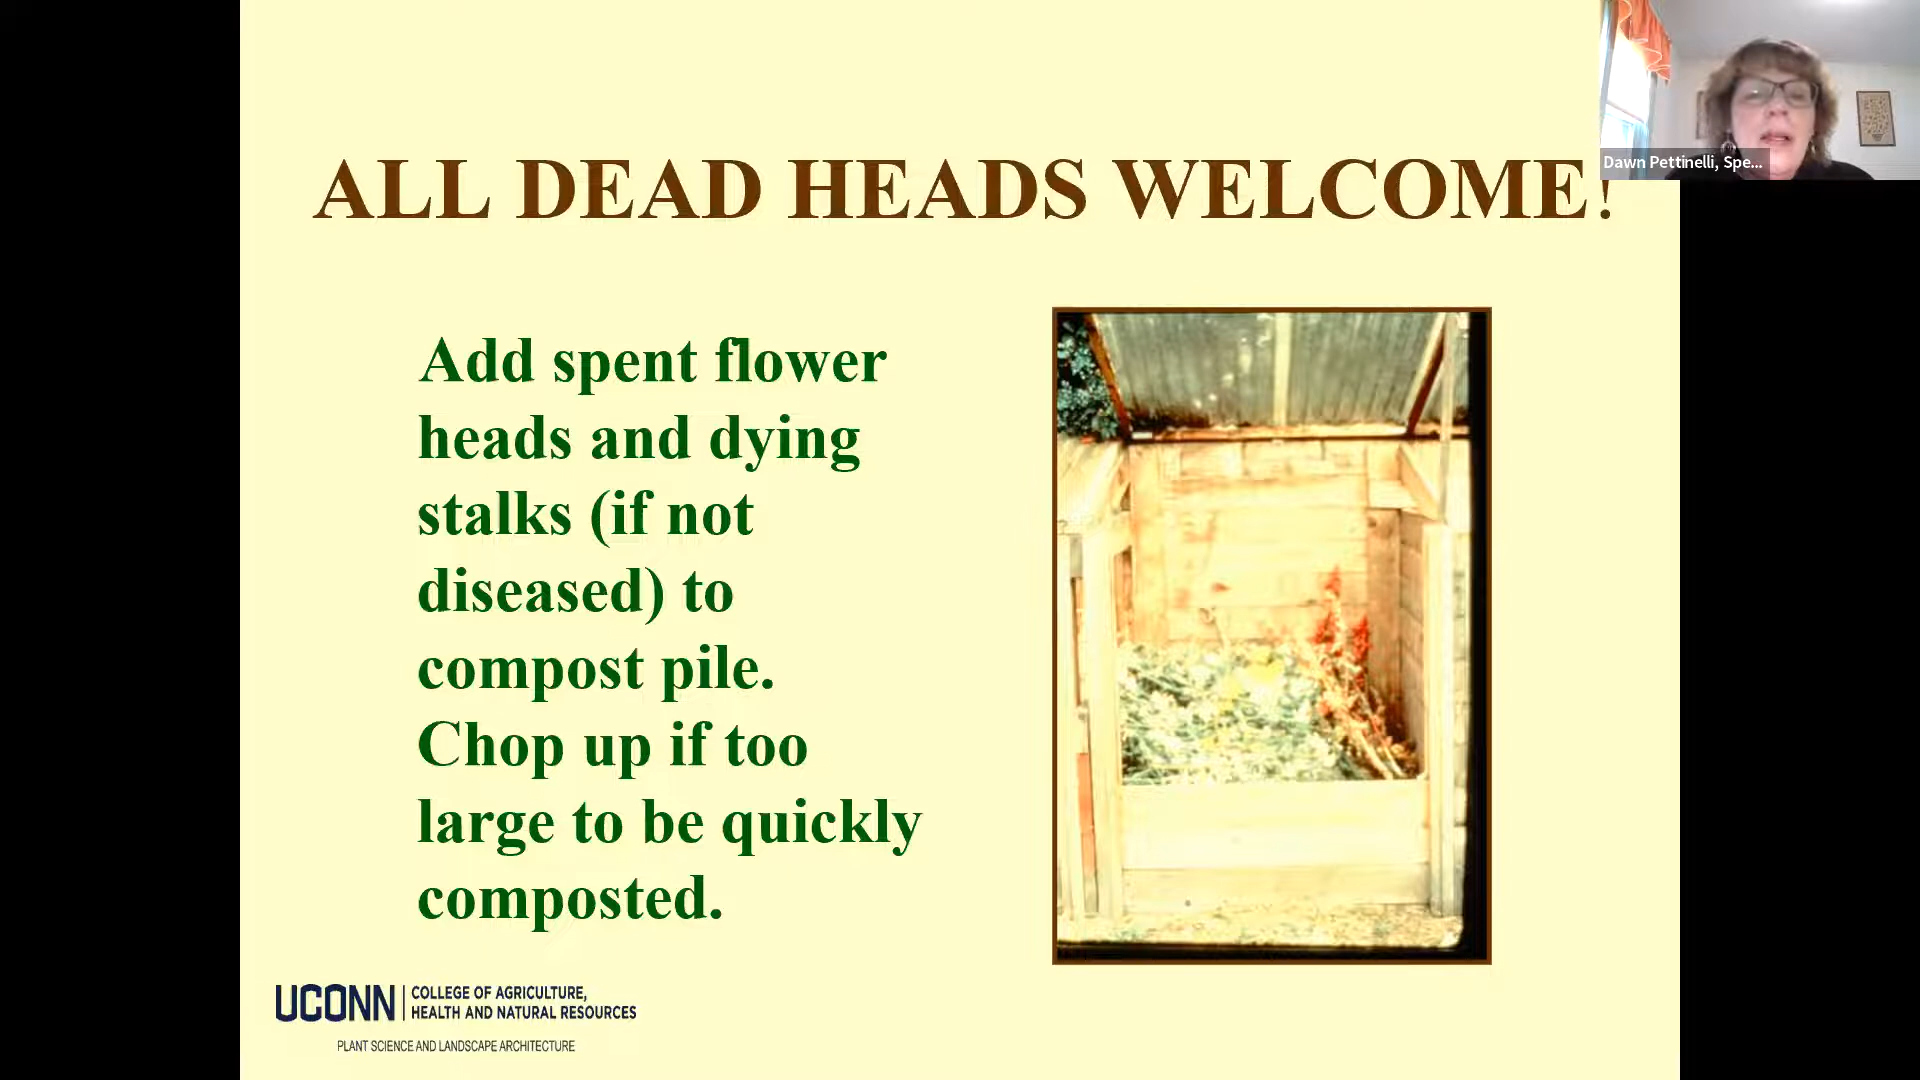 Dawn Pettinelli, Spe...
ALL DEAD HEADS WELCOME!
Add spent flower
heads and dying
stalks (if not
diseased) to
compost pile.
Chop up if too
large to be quickly
composted.
UCONN
COLLEGE OF AGRICULTURE,
HEALTH AND NATURAL RESOURCES
PLANT SCIENCE AND LANDSCAPE ARCHITECTURE